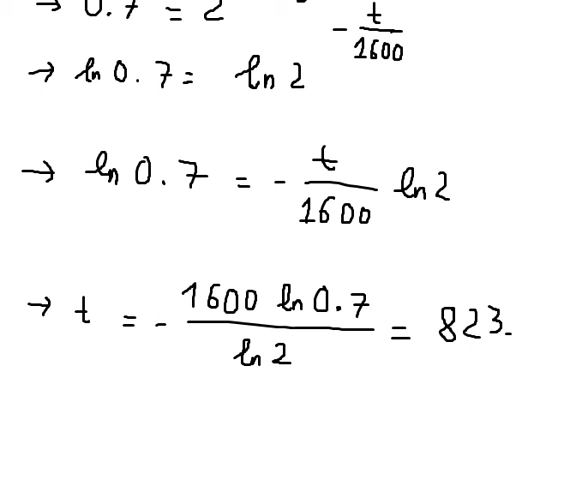 → 0.7 = 2
→ ln 0.7 = ln 2^(-t/1600)
→ ln 0.7 = - t/1600 ln 2
→ t = - 1600 ln 0.7 / ln 2 = 823.